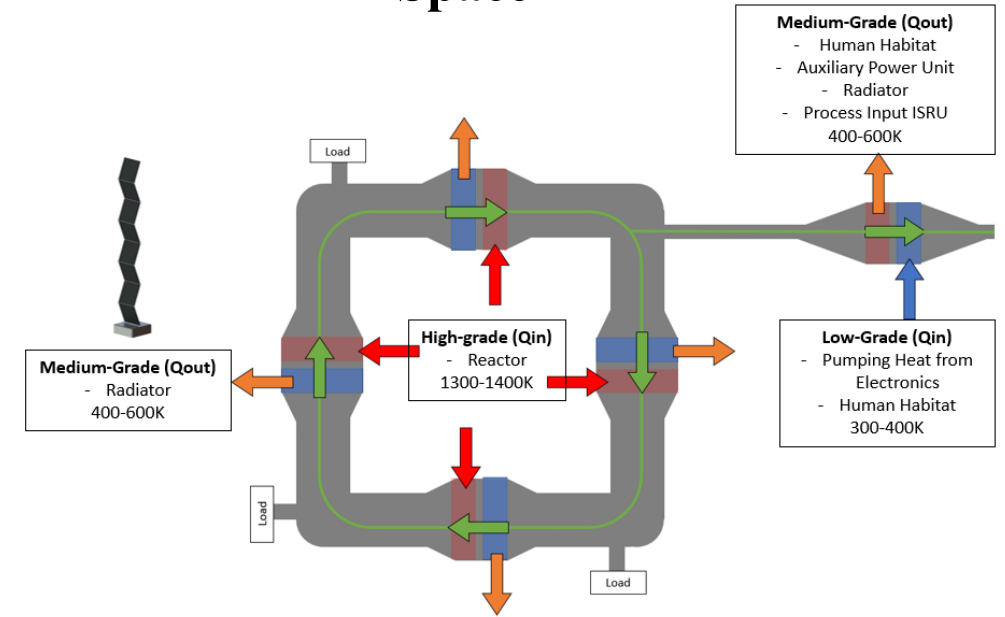 Medium-Grade (Qout)
- Human Habitat
- Auxiliary Power Unit
- Radiator
- Process Input ISRU
400-600K
Load
High-grade (Qin)
- Reactor
1300-1400K
Medium-Grade (Qout)
- Radiator
400-600K
Low-Grade (Qin)
- Pumping Heat from
Electronics
- Human Habitat
300-400K
Load
Load